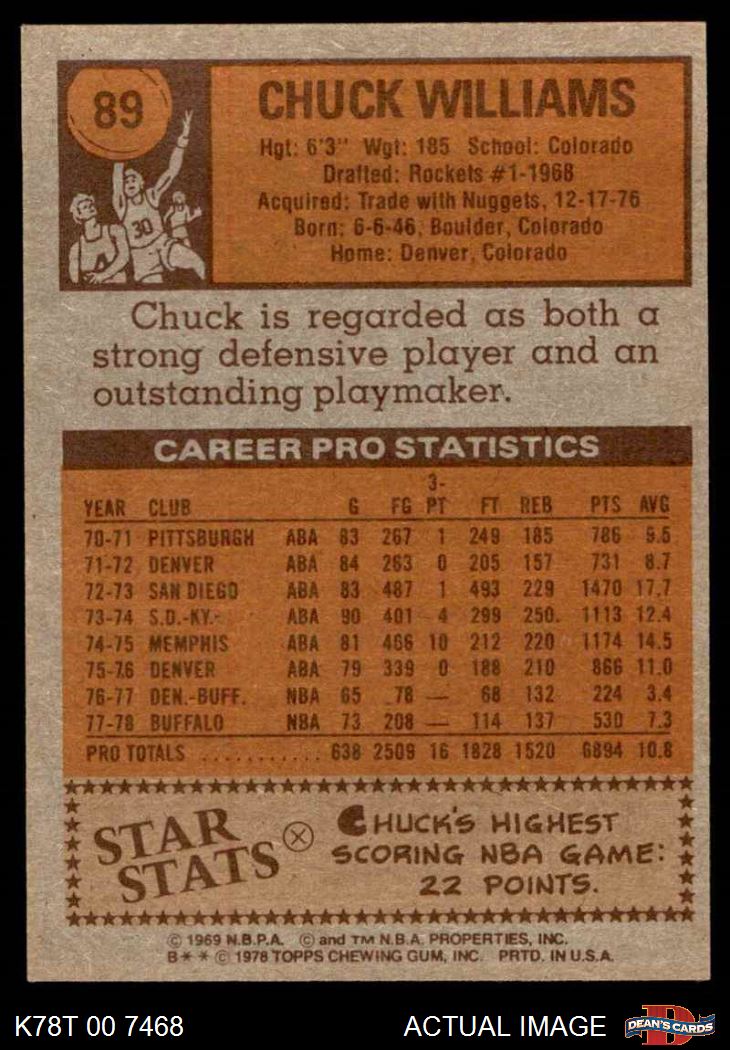 89
CHUCK WILLIAMS
Hgt: 6'3" Wgt: 185 School: Colorado
Drafted: Rockets #1-1968
Acquired: Trade with Nuggets, 12-17-76
Born: 6-6-46, Boulder, Colorado
Home: Denver, Colorado
30
4
Chuck is regarded as both a
strong defensive player and an
outstanding playmaker.
CAREER PRO STATISTICS
YEAR CLUB G FG 3-PT FT REB PTS AVG
70-71 PITTSBURGH ABA 83 267 1 249 185 786 9.5
71-72 DENVER ABA 84 263 0 205 157 731 8.7
72-73 SAN DIEGO ABA 83 487 1 493 229 1470 17.7
73-74 S.D.-KY. ABA 90 401 4 299 250. 1113 12.4
74-75 MEMPHIS ABA 81 466 10 212 220 1174 14.5
75-76 DENVER ABA 79 339 0 188 210 866 11.0
76-77 DEN.-BUFF. NBA 65 78 — 68 132 224 3.4
77-78 BUFFALO NBA 73 208 — 114 137 530 7.3
PRO TOTALS ........... 638 2509 16 1828 1520 6894 10.8
STAR STATS
CHUCK'S HIGHEST
SCORING NBA GAME:
22 POINTS.
© 1969 N.B.P.A. © and TM N.B.A. PROPERTIES, INC.
B * * © 1978 TOPPS CHEWING GUM, INC. PRTD. IN U.S.A.
K78T 00 7468 ACTUAL IMAGE
D
DEAN'S CARDS